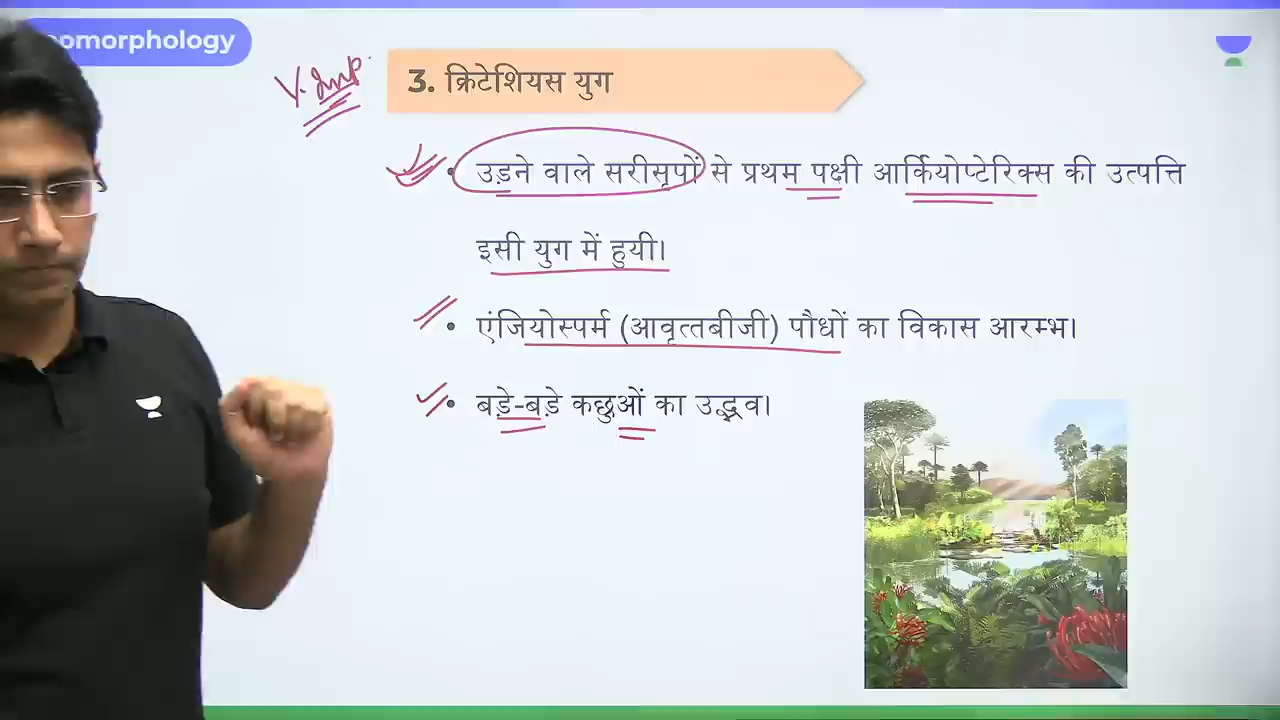 omorphology
V. Imp.
3. क्रिटेशियस युग
• उड़ने वाले सरीसृपों से प्रथम पक्षी आर्कियोप्टेरिक्स की उत्पत्ति
इसी युग में हुयी।
• एंजियोस्पर्म (आवृत्तबीजी) पौधों का विकास आरम्भ।
• बड़े-बड़े कछुओं का उद्भव।